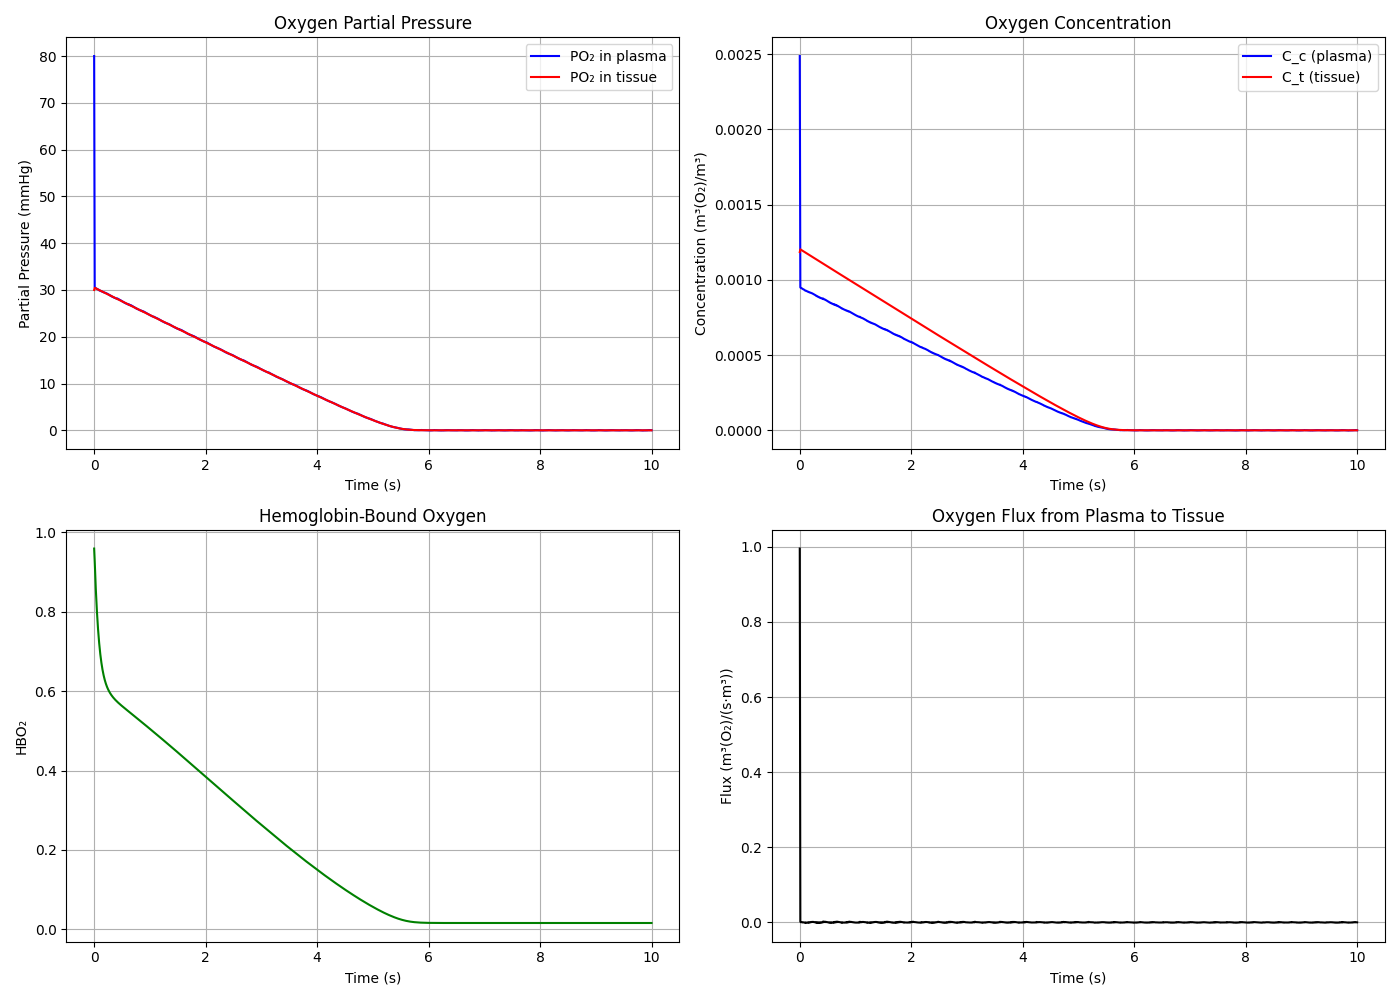 Oxygen Partial Pressure
Partial Pressure (mmHg)
80
70
60
50
40
30
20
10
0
PO₂ in plasma
PO₂ in tissue
0 2 4 6 8 10
Time (s)
Oxygen Concentration
Concentration (m³(O₂)/m³)
0.0025
0.0020
0.0015
0.0010
0.0005
0.0000
C_c (plasma)
C_t (tissue)
0 2 4 6 8 10
Time (s)
Hemoglobin-Bound Oxygen
HBO₂
1.0
0.8
0.6
0.4
0.2
0.0
0 2 4 6 8 10
Time (s)
Oxygen Flux from Plasma to Tissue
Flux (m³(O₂)/(s·m³))
1.0
0.8
0.6
0.4
0.2
0.0
0 2 4 6 8 10
Time (s)